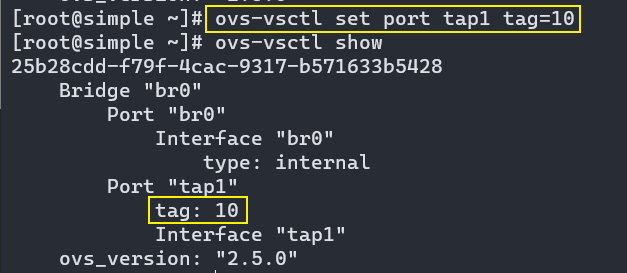 [root@simple ~]# ovs-vsctl set port tap1 tag=10
[root@simple ~]# ovs-vsctl show
25b28cdd-f79f-4cac-9317-b571633b5428
    Bridge "br0"
        Port "br0"
            Interface "br0"
                type: internal
        Port "tap1"
            tag: 10
            Interface "tap1"
    ovs_version: "2.5.0"